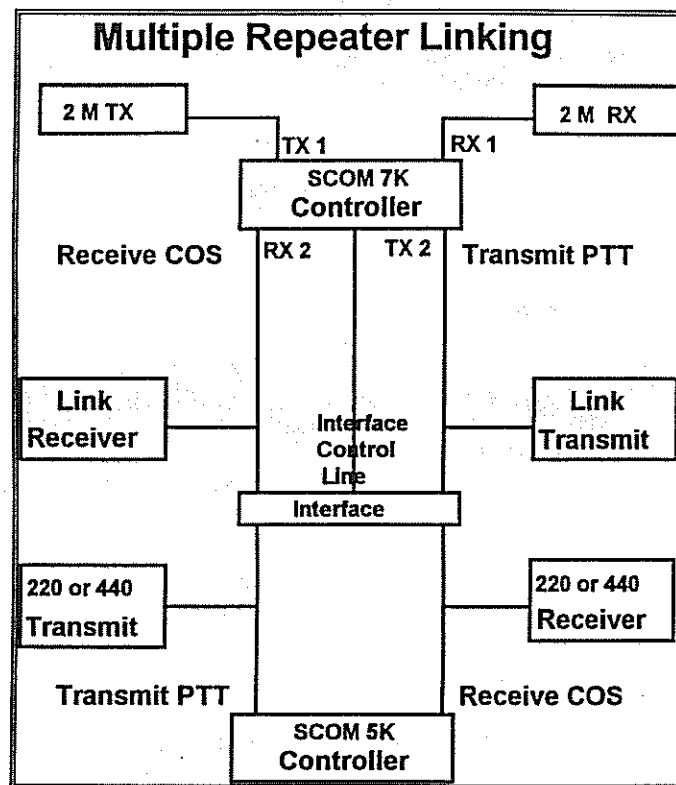 Multiple Repeater Linking
2 M TX
2 M RX
TX 1
RX 1
SCOM 7K
Controller
Receive COS
RX 2
TX 2
Transmit PTT
Link
Receiver
Interface
Control
Line
Link
Transmit
Interface
220 or 440
Transmit
220 or 440
Receiver
Transmit PTT
Receive COS
SCOM 5K
Controller